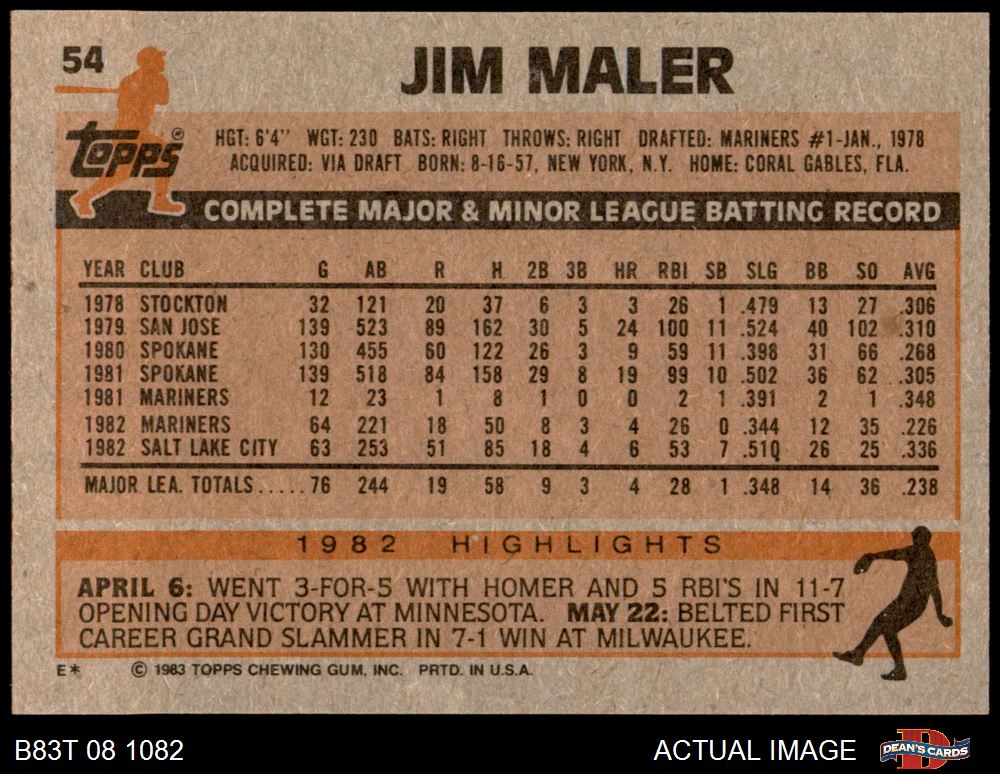 54
JIM MALER
topps®
HGT: 6'4" WGT: 230 BATS: RIGHT THROWS: RIGHT DRAFTED: MARINERS #1-JAN., 1978
ACQUIRED: VIA DRAFT BORN: 8-16-57, NEW YORK, N.Y. HOME: CORAL GABLES, FLA.
COMPLETE MAJOR & MINOR LEAGUE BATTING RECORD
YEAR CLUB G AB R H 2B 3B HR RBI SB SLG BB SO AVG
1978 STOCKTON 32 121 20 37 6 3 3 26 1 .479 13 27 .306
1979 SAN JOSE 139 523 89 162 30 5 24 100 11 .524 40 102 .310
1980 SPOKANE 130 455 60 122 26 3 9 59 11 .398 31 66 .268
1981 SPOKANE 139 518 84 158 29 8 19 99 10 .502 36 62 .305
1981 MARINERS 12 23 1 8 1 0 0 2 1 .391 2 1 .348
1982 MARINERS 64 221 18 50 8 3 4 26 0 .344 12 35 .226
1982 SALT LAKE CITY 63 253 51 85 18 4 6 53 7 .510 26 25 .336
MAJOR LEA. TOTALS.....76 244 19 58 9 3 4 28 1 .348 14 36 .238
1982 HIGHLIGHTS
APRIL 6: WENT 3-FOR-5 WITH HOMER AND 5 RBI'S IN 11-7
OPENING DAY VICTORY AT MINNESOTA. MAY 22: BELTED FIRST
CAREER GRAND SLAMMER IN 7-1 WIN AT MILWAUKEE.
E* © 1983 TOPPS CHEWING GUM, INC. PRTD. IN U.S.A.
B83T 08 1082 ACTUAL IMAGE DEAN'S CARDS